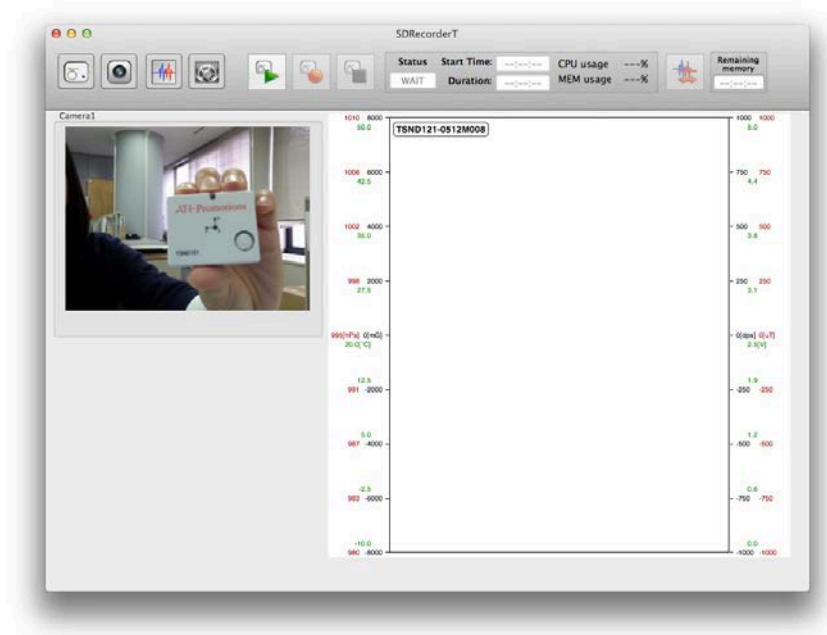 SDRecorderT
Status Start Time: --:--:-- CPU usage ---%
WAIT Duration: --:--:-- MEM usage ---%
Remaining
memory
--:--:--
Camera1
ATR-Promotions
TSND121
TSND121-0512M008
1010 8000 1000 1000
50.0 5.0
1006 6000 750 750
42.5 4.4
1002 4000 500 500
35.0 3.8
998 2000 250 250
27.5 3.1
995[hPa] 0[mG] 0[dps] 0[uT]
20.0[°C] 2.5[V]
12.5 1.9
991 -2000 -250 -250
5.0 1.2
987 -4000 -500 -500
-2.5 0.6
983 -6000 -750 -750
-10.0 0.0
980 -8000 -1000 -1000